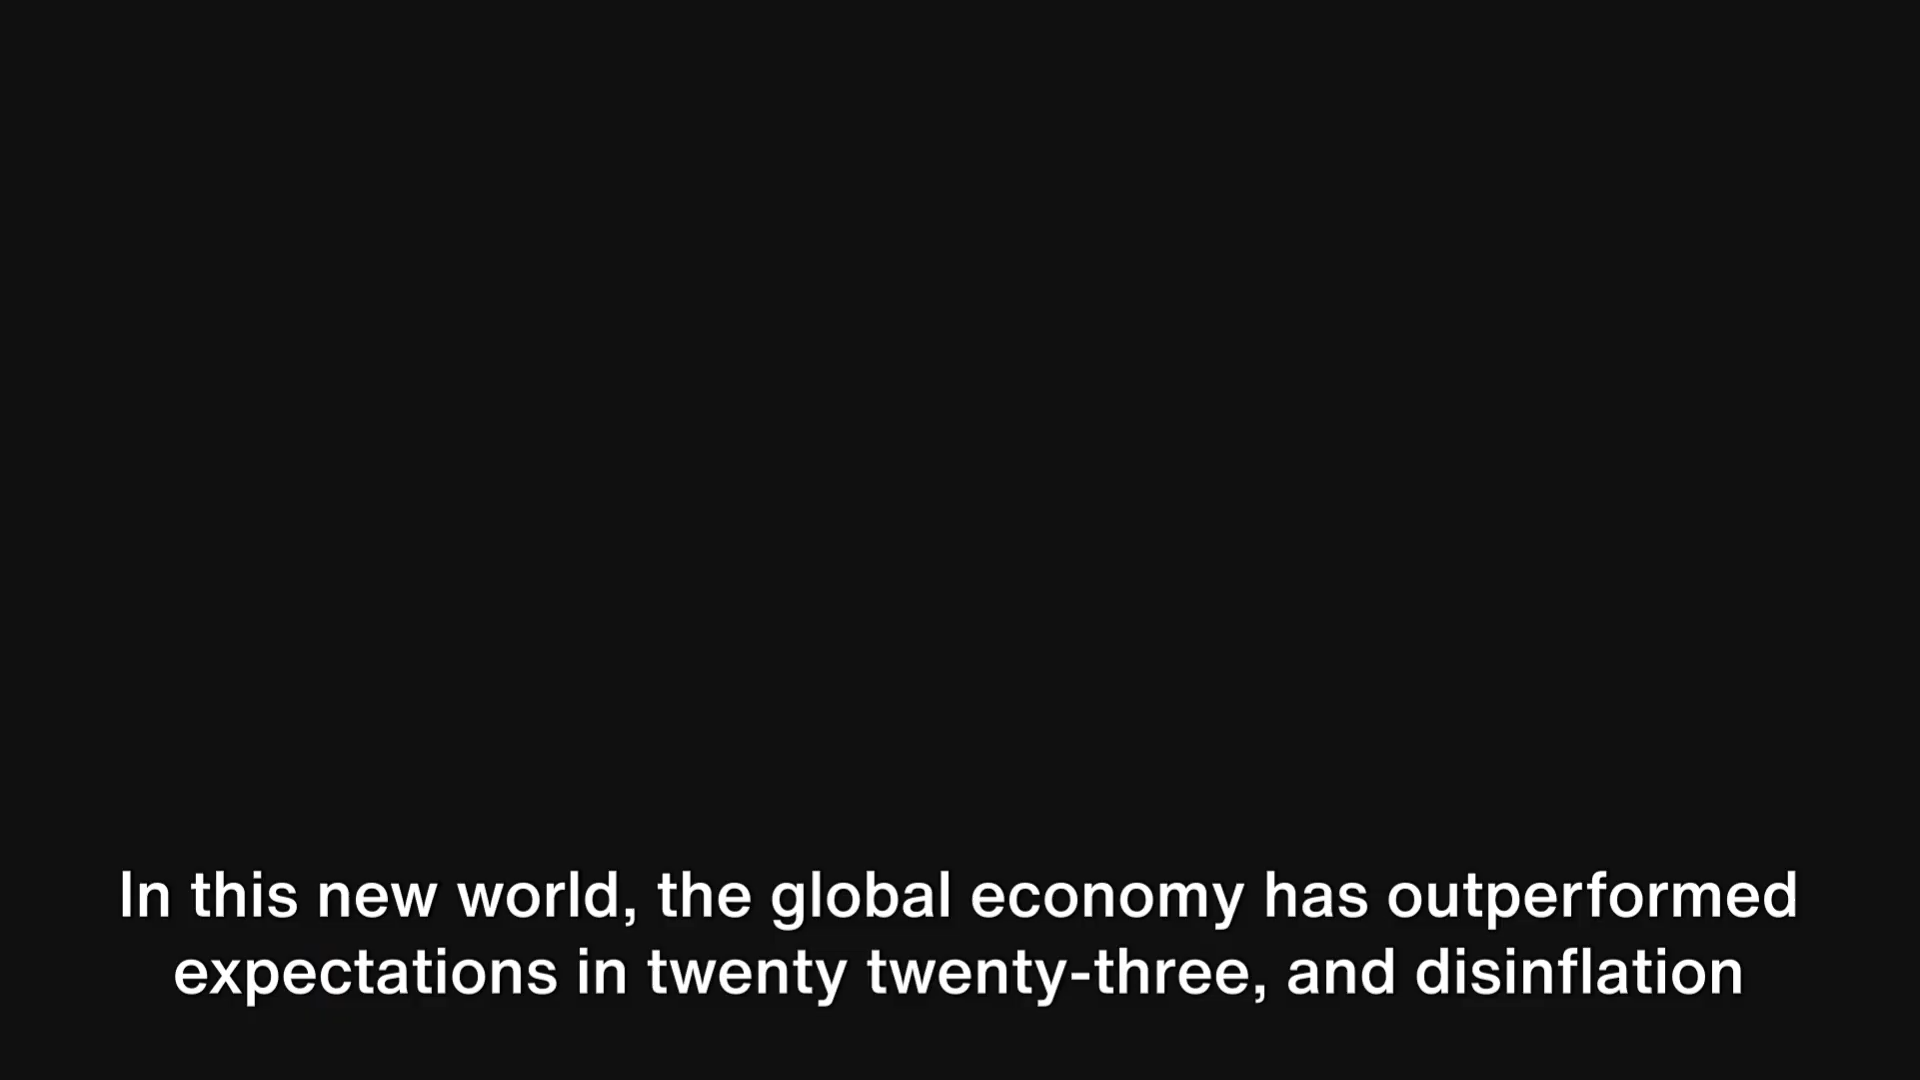 In this new world, the global economy has outperformed
expectations in twenty twenty-three, and disinflation